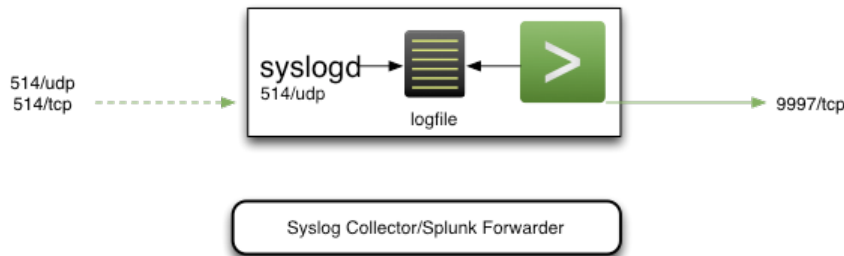 514/udp
514/tcp
syslogd
514/udp
logfile
>
9997/tcp
Syslog Collector/Splunk Forwarder